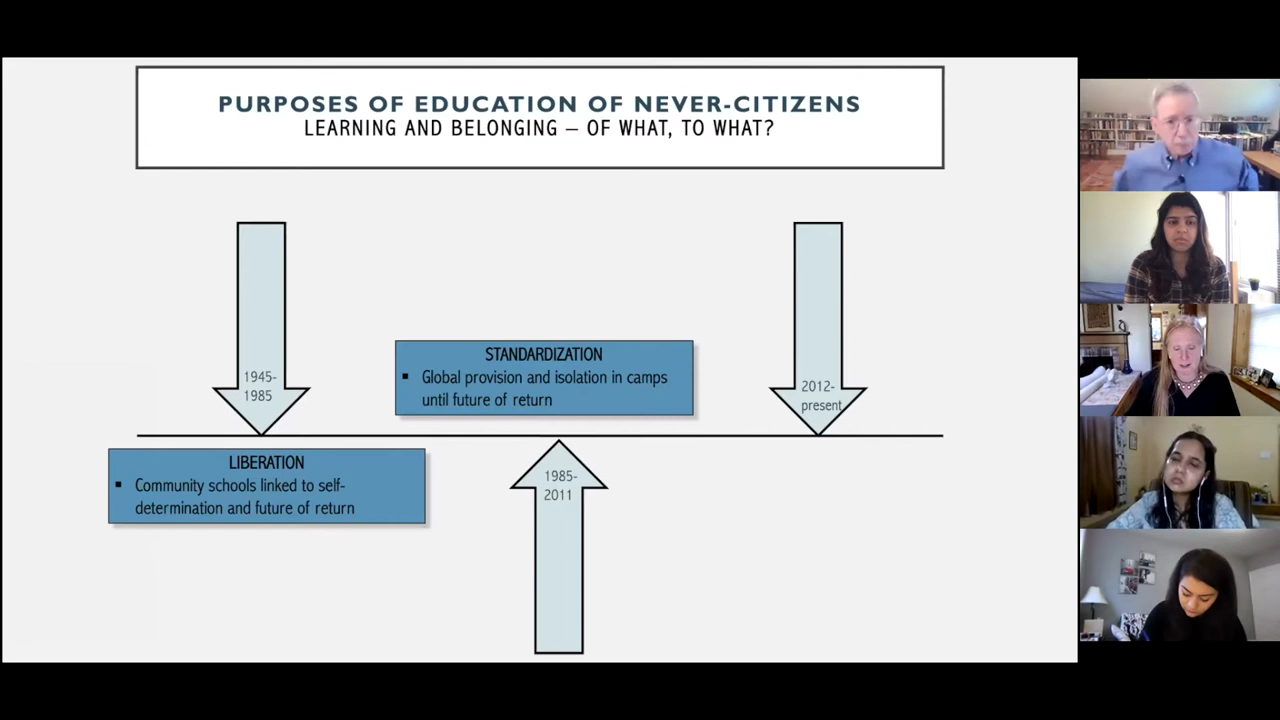 PURPOSES OF EDUCATION OF NEVER-CITIZENS
LEARNING AND BELONGING – OF WHAT, TO WHAT?
1945-
1985
STANDARDIZATION
▪ Global provision and isolation in camps
until future of return
2012-
present
LIBERATION
▪ Community schools linked to self-
determination and future of return
1985-
2011